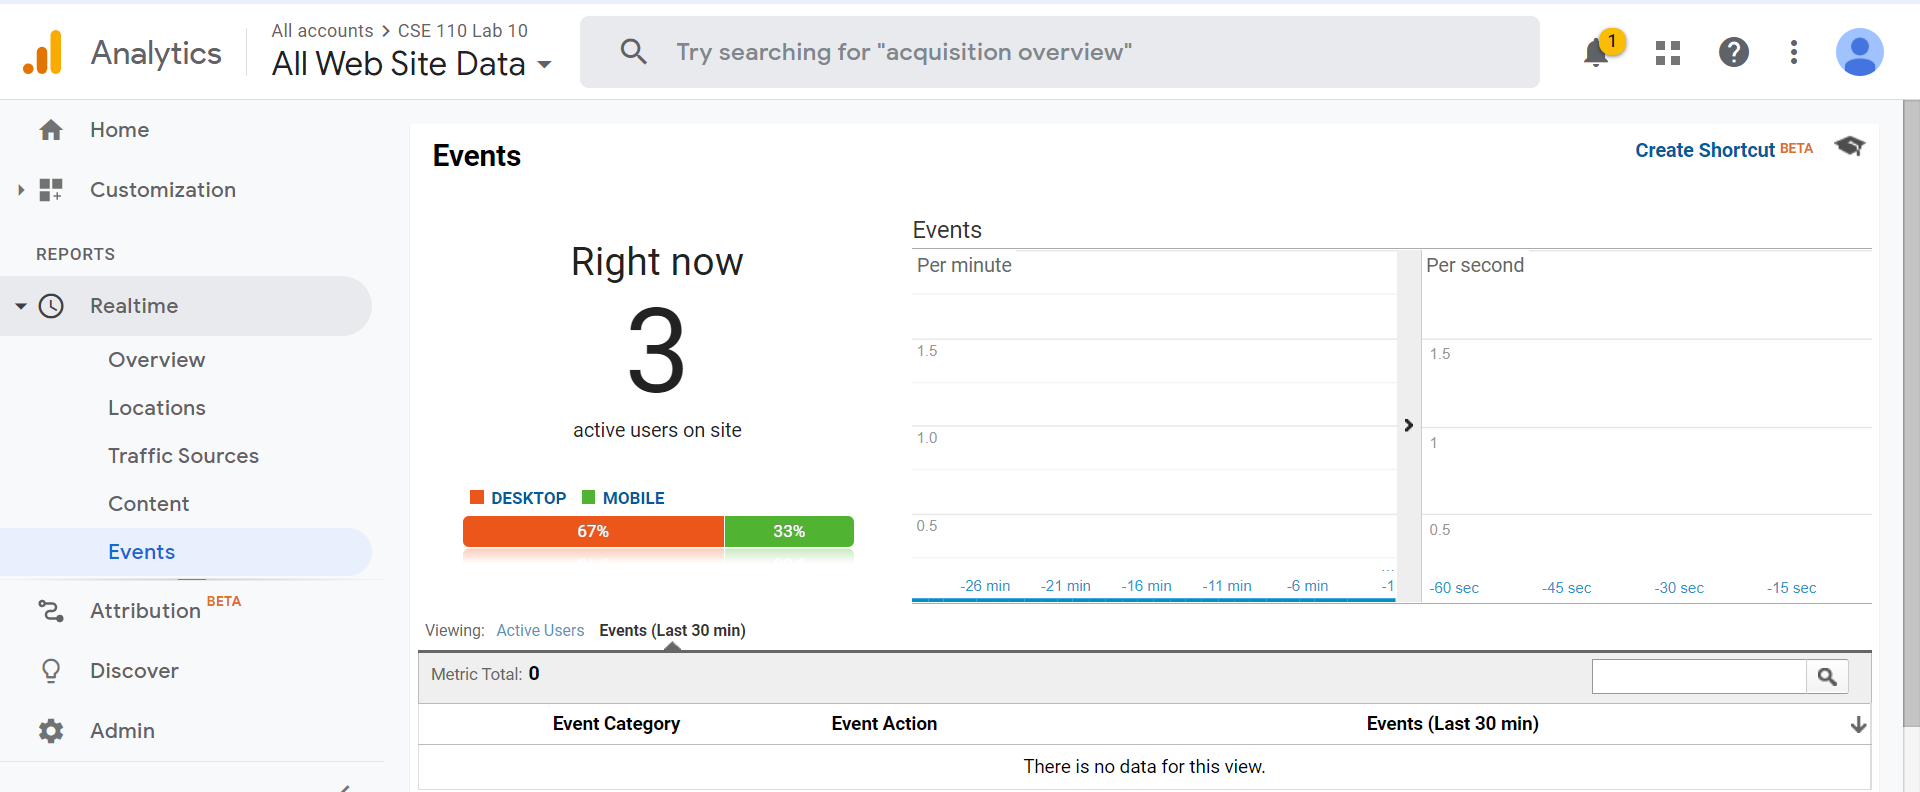 Analytics
All accounts > CSE 110 Lab 10
All Web Site Data
Try searching for "acquisition overview"
1
Home
Customization
REPORTS
Realtime
Overview
Locations
Traffic Sources
Content
Events
Attribution BETA
Discover
Admin
Events
Create Shortcut BETA
Right now
3
active users on site
DESKTOP MOBILE
67% 33%
Events
Per minute
1.5
1.0
0.5
...
-26 min -21 min -16 min -11 min -6 min -1
Per second
1.5
1
0.5
-60 sec -45 sec -30 sec -15 sec
Viewing: Active Users Events (Last 30 min)
Metric Total: 0
Event Category Event Action Events (Last 30 min)
There is no data for this view.